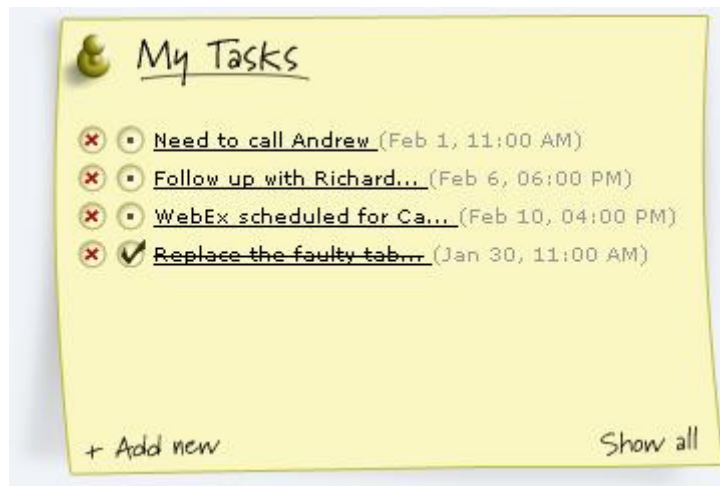 My Tasks
Need to call Andrew (Feb 1, 11:00 AM)
Follow up with Richard... (Feb 6, 06:00 PM)
WebEx scheduled for Ca... (Feb 10, 04:00 PM)
Replace the faulty tab... (Jan 30, 11:00 AM)
+ Add new Show all